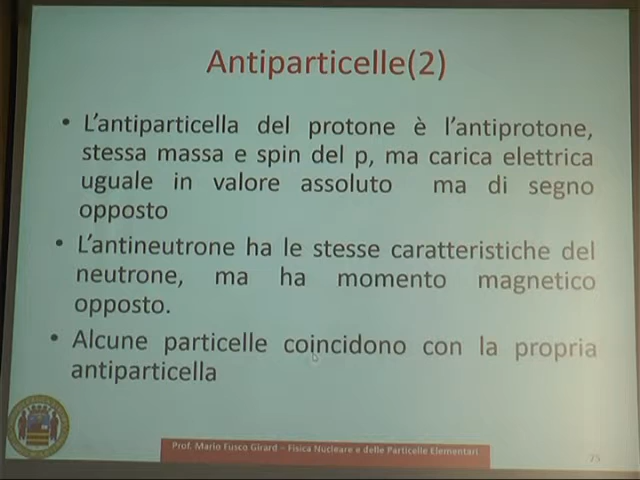 Antiparticelle(2)
• L'antiparticella del protone è l'antiprotone,
stessa massa e spin del p, ma carica elettrica
uguale in valore assoluto ma di segno
opposto
• L'antineutrone ha le stesse caratteristiche del
neutrone, ma ha momento magnetico
opposto.
• Alcune particelle coincidono con la propria
antiparticella
Prof. Mario Fusco Girard – Fisica Nucleare e delle Particelle Elementari